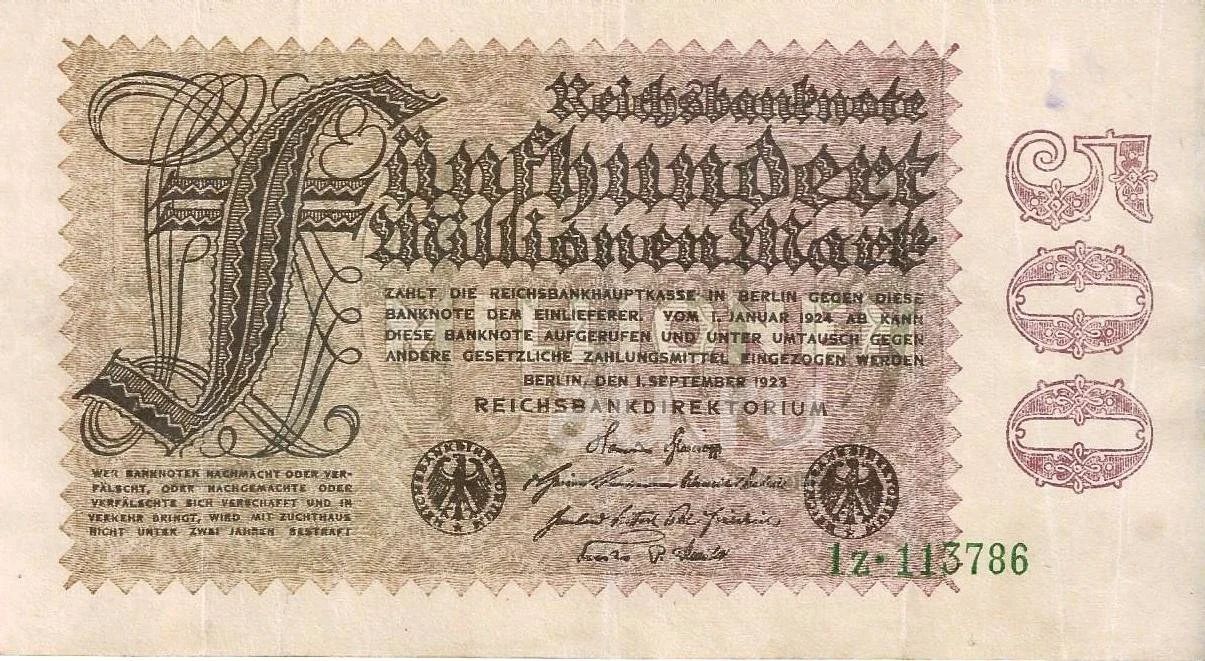 Reichsbanknote
Fünfhundert
Millionen Mark
ZAHLT DIE REICHSBANKHAUPTKASSE IN BERLIN GEGEN DIESE
BANKNOTE DEM EINLIEFERER. VOM 1. JANUAR 1924 AB KANN
DIESE BANKNOTE AUFGERUFEN UND UNTER UMTAUSCH GEGEN
ANDERE GESETZLICHE ZAHLUNGSMITTEL EINGEZOGEN WERDEN
BERLIN, DEN 1. SEPTEMBER 1923
REICHSBANKDIREKTORIUM
WER BANKNOTEN NACHMACHT ODER VER-
FÄLSCHT, ODER NACHGEMACHTE ODER
VERFÄLSCHTE SICH VERSCHAFFT UND IN
VERKEHR BRINGT, WIRD MIT ZUCHTHAUS
NICHT UNTER ZWEI JAHREN BESTRAFT
REICHSBANKDIREKTORIUM
REICHSBANKDIREKTORIUM
1z·113786
500